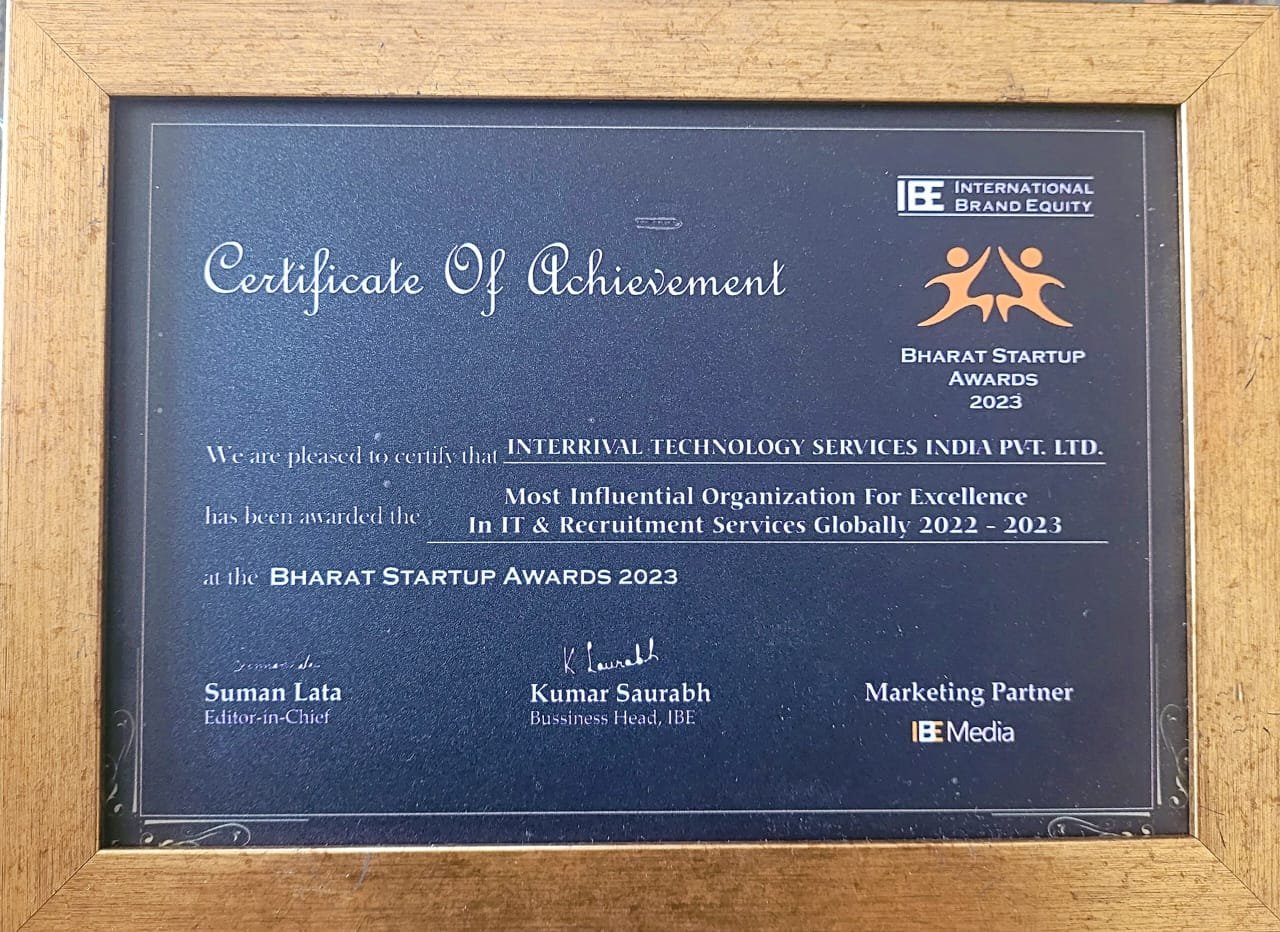 IBE INTERNATIONAL
BRAND EQUITY
Certificate Of Achievement
BHARAT STARTUP
AWARDS
2023
We are pleased to certify that INTERRIVAL TECHNOLOGY SERVICES INDIA PVT. LTD.
has been awarded the Most Influential Organization For Excellence
In IT & Recruitment Services Globally 2022 - 2023
at the BHARAT STARTUP AWARDS 2023
K Saurabh
Suman Lata
Editor-in-Chief
Kumar Saurabh
Bussiness Head, IBE
Marketing Partner
IBE Media